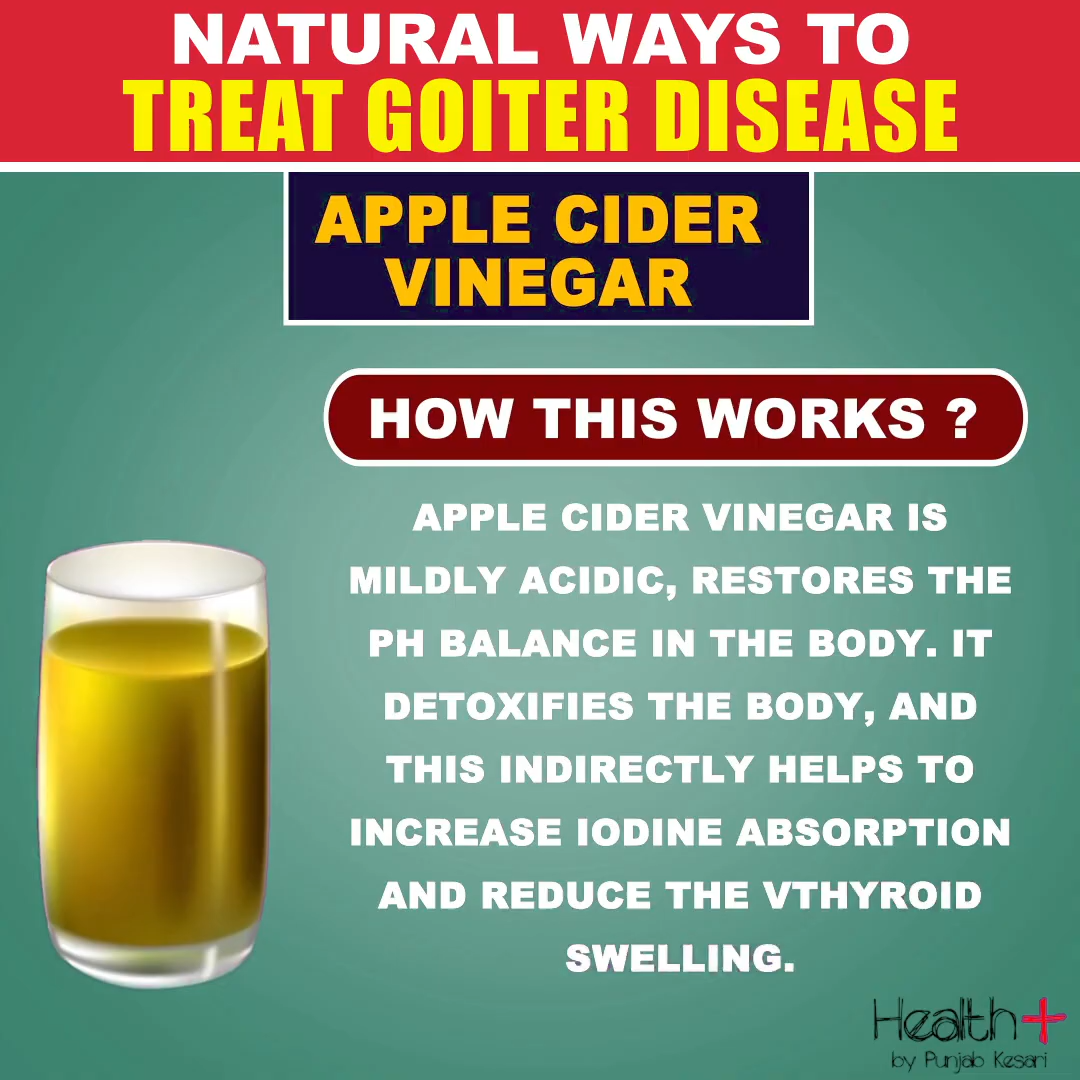 NATURAL WAYS TO
TREAT GOITER DISEASE
APPLE CIDER
VINEGAR
HOW THIS WORKS ?
APPLE CIDER VINEGAR IS
MILDLY ACIDIC, RESTORES THE
PH BALANCE IN THE BODY. IT
DETOXIFIES THE BODY, AND
THIS INDIRECTLY HELPS TO
INCREASE IODINE ABSORPTION
AND REDUCE THE VTHYROID
SWELLING.
Health+
by Punjab Kesari